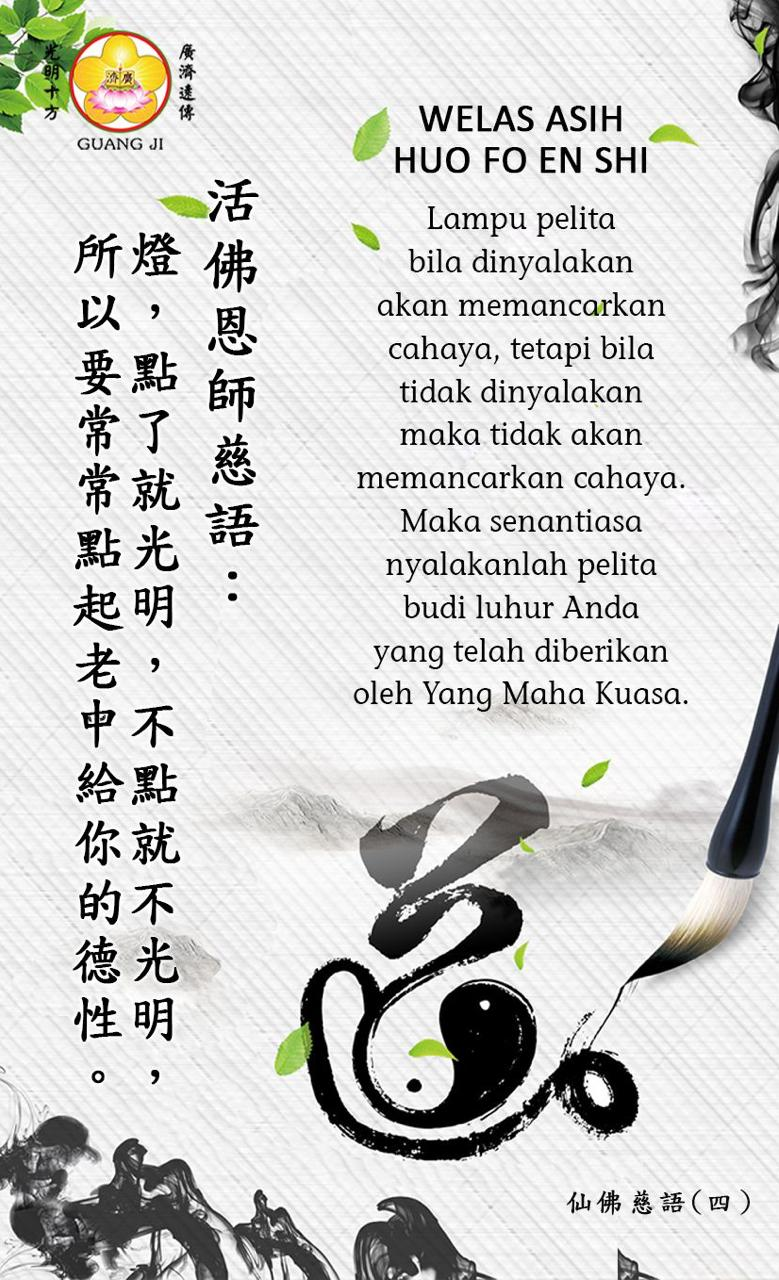 廣濟遠傳
光明十方
廣濟
GUANG JI
WELAS ASIH
HUO FO EN SHI
Lampu pelita
bila dinyalakan
akan memancarkan
cahaya, tetapi bila
tidak dinyalakan
maka tidak akan
memancarkan cahaya.
Maka senantiasa
nyalakanlah pelita
budi luhur Anda
yang telah diberikan
oleh Yang Maha Kuasa.
活佛恩師慈語：
燈，點了就光明，不點就不光明，
所以要常常點起老申給你的德性。
仙佛慈語(四)